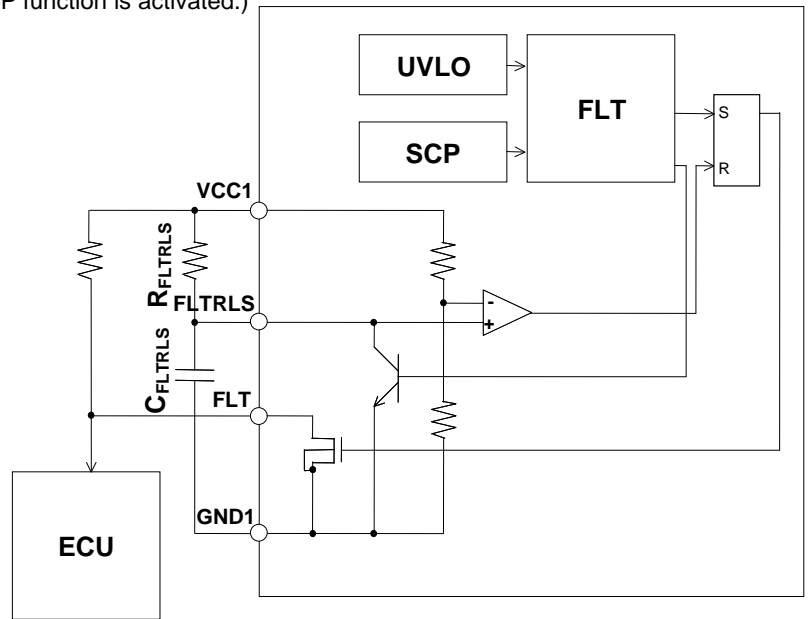 P function is activated.)
UVLO
FLT
S
SCP
R
VCC1
RFLTRLS
FLTRLS
-
+
CFLTRLS
FLT
GND1
ECU